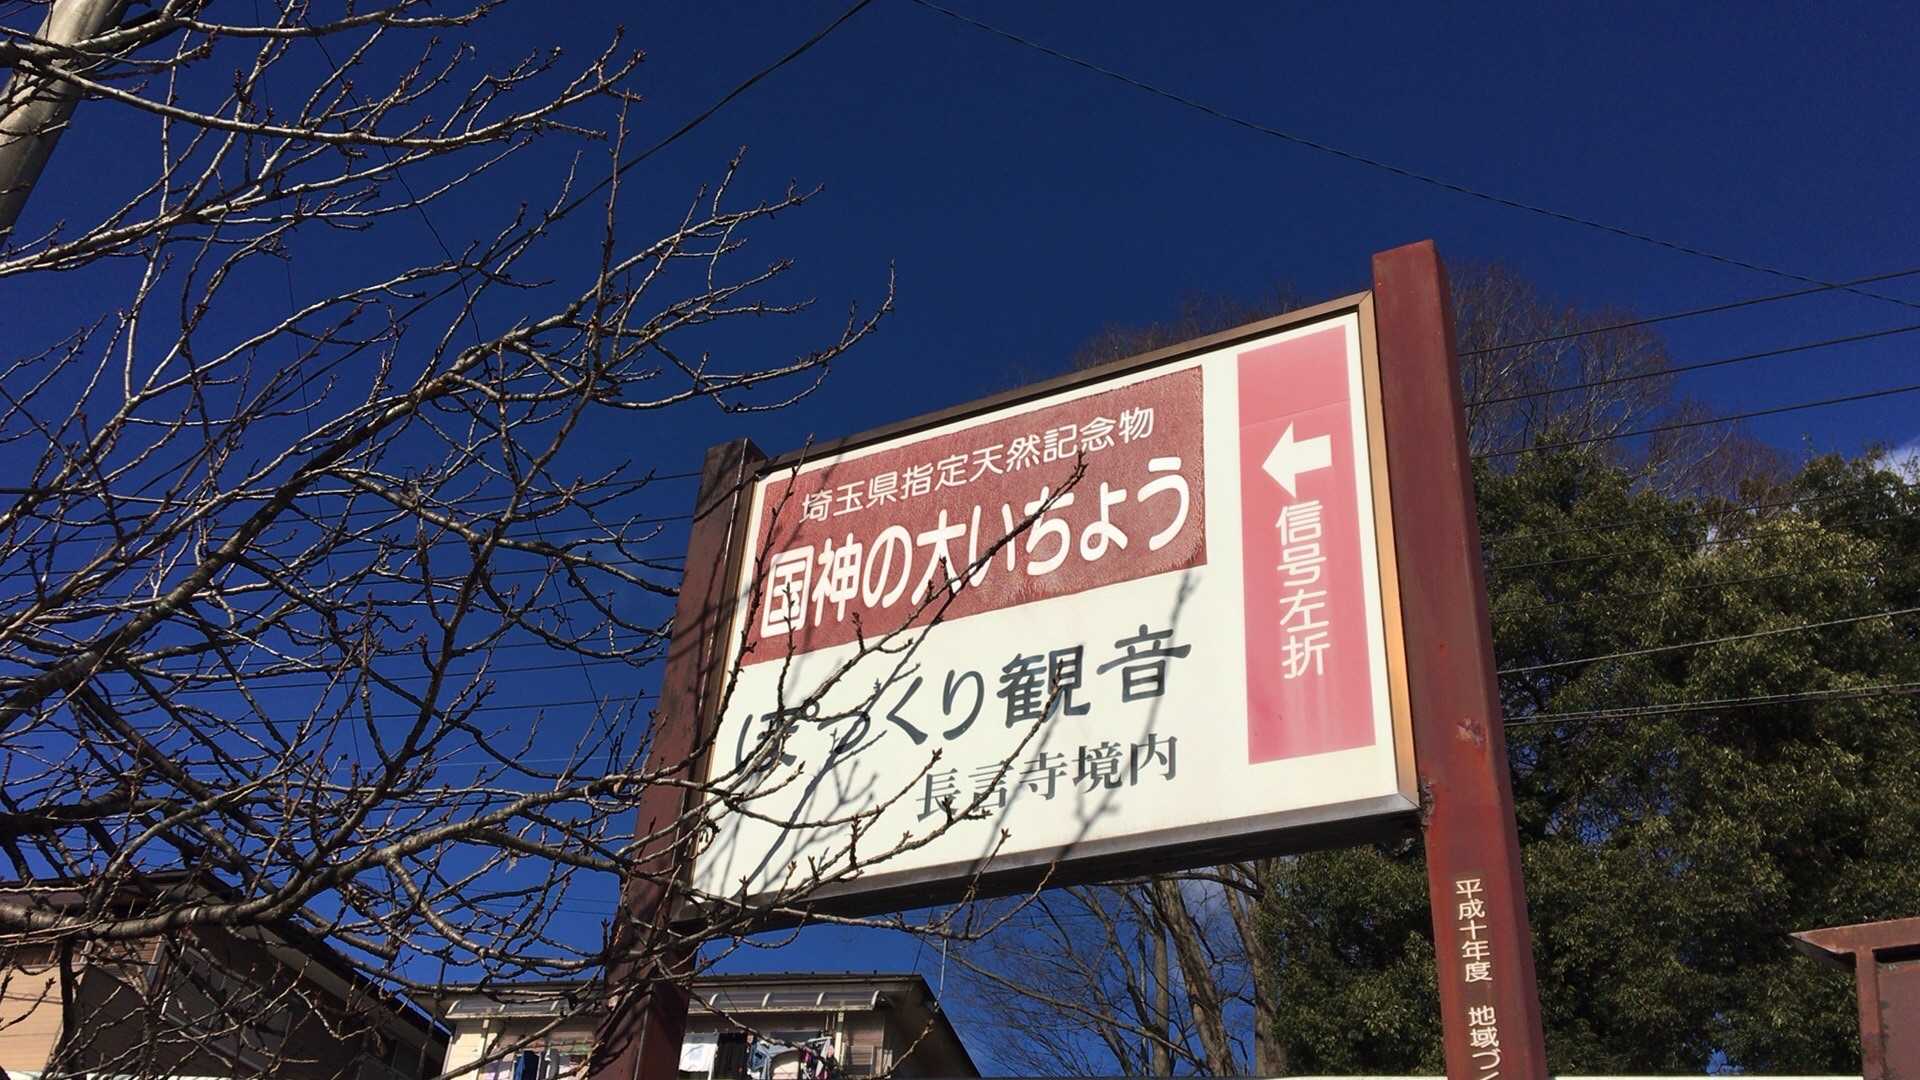 埼玉県指定天然記念物
国神の大いちょう
ぽっくり観音
長言寺境内
信号左折
平成十年度 地域づ